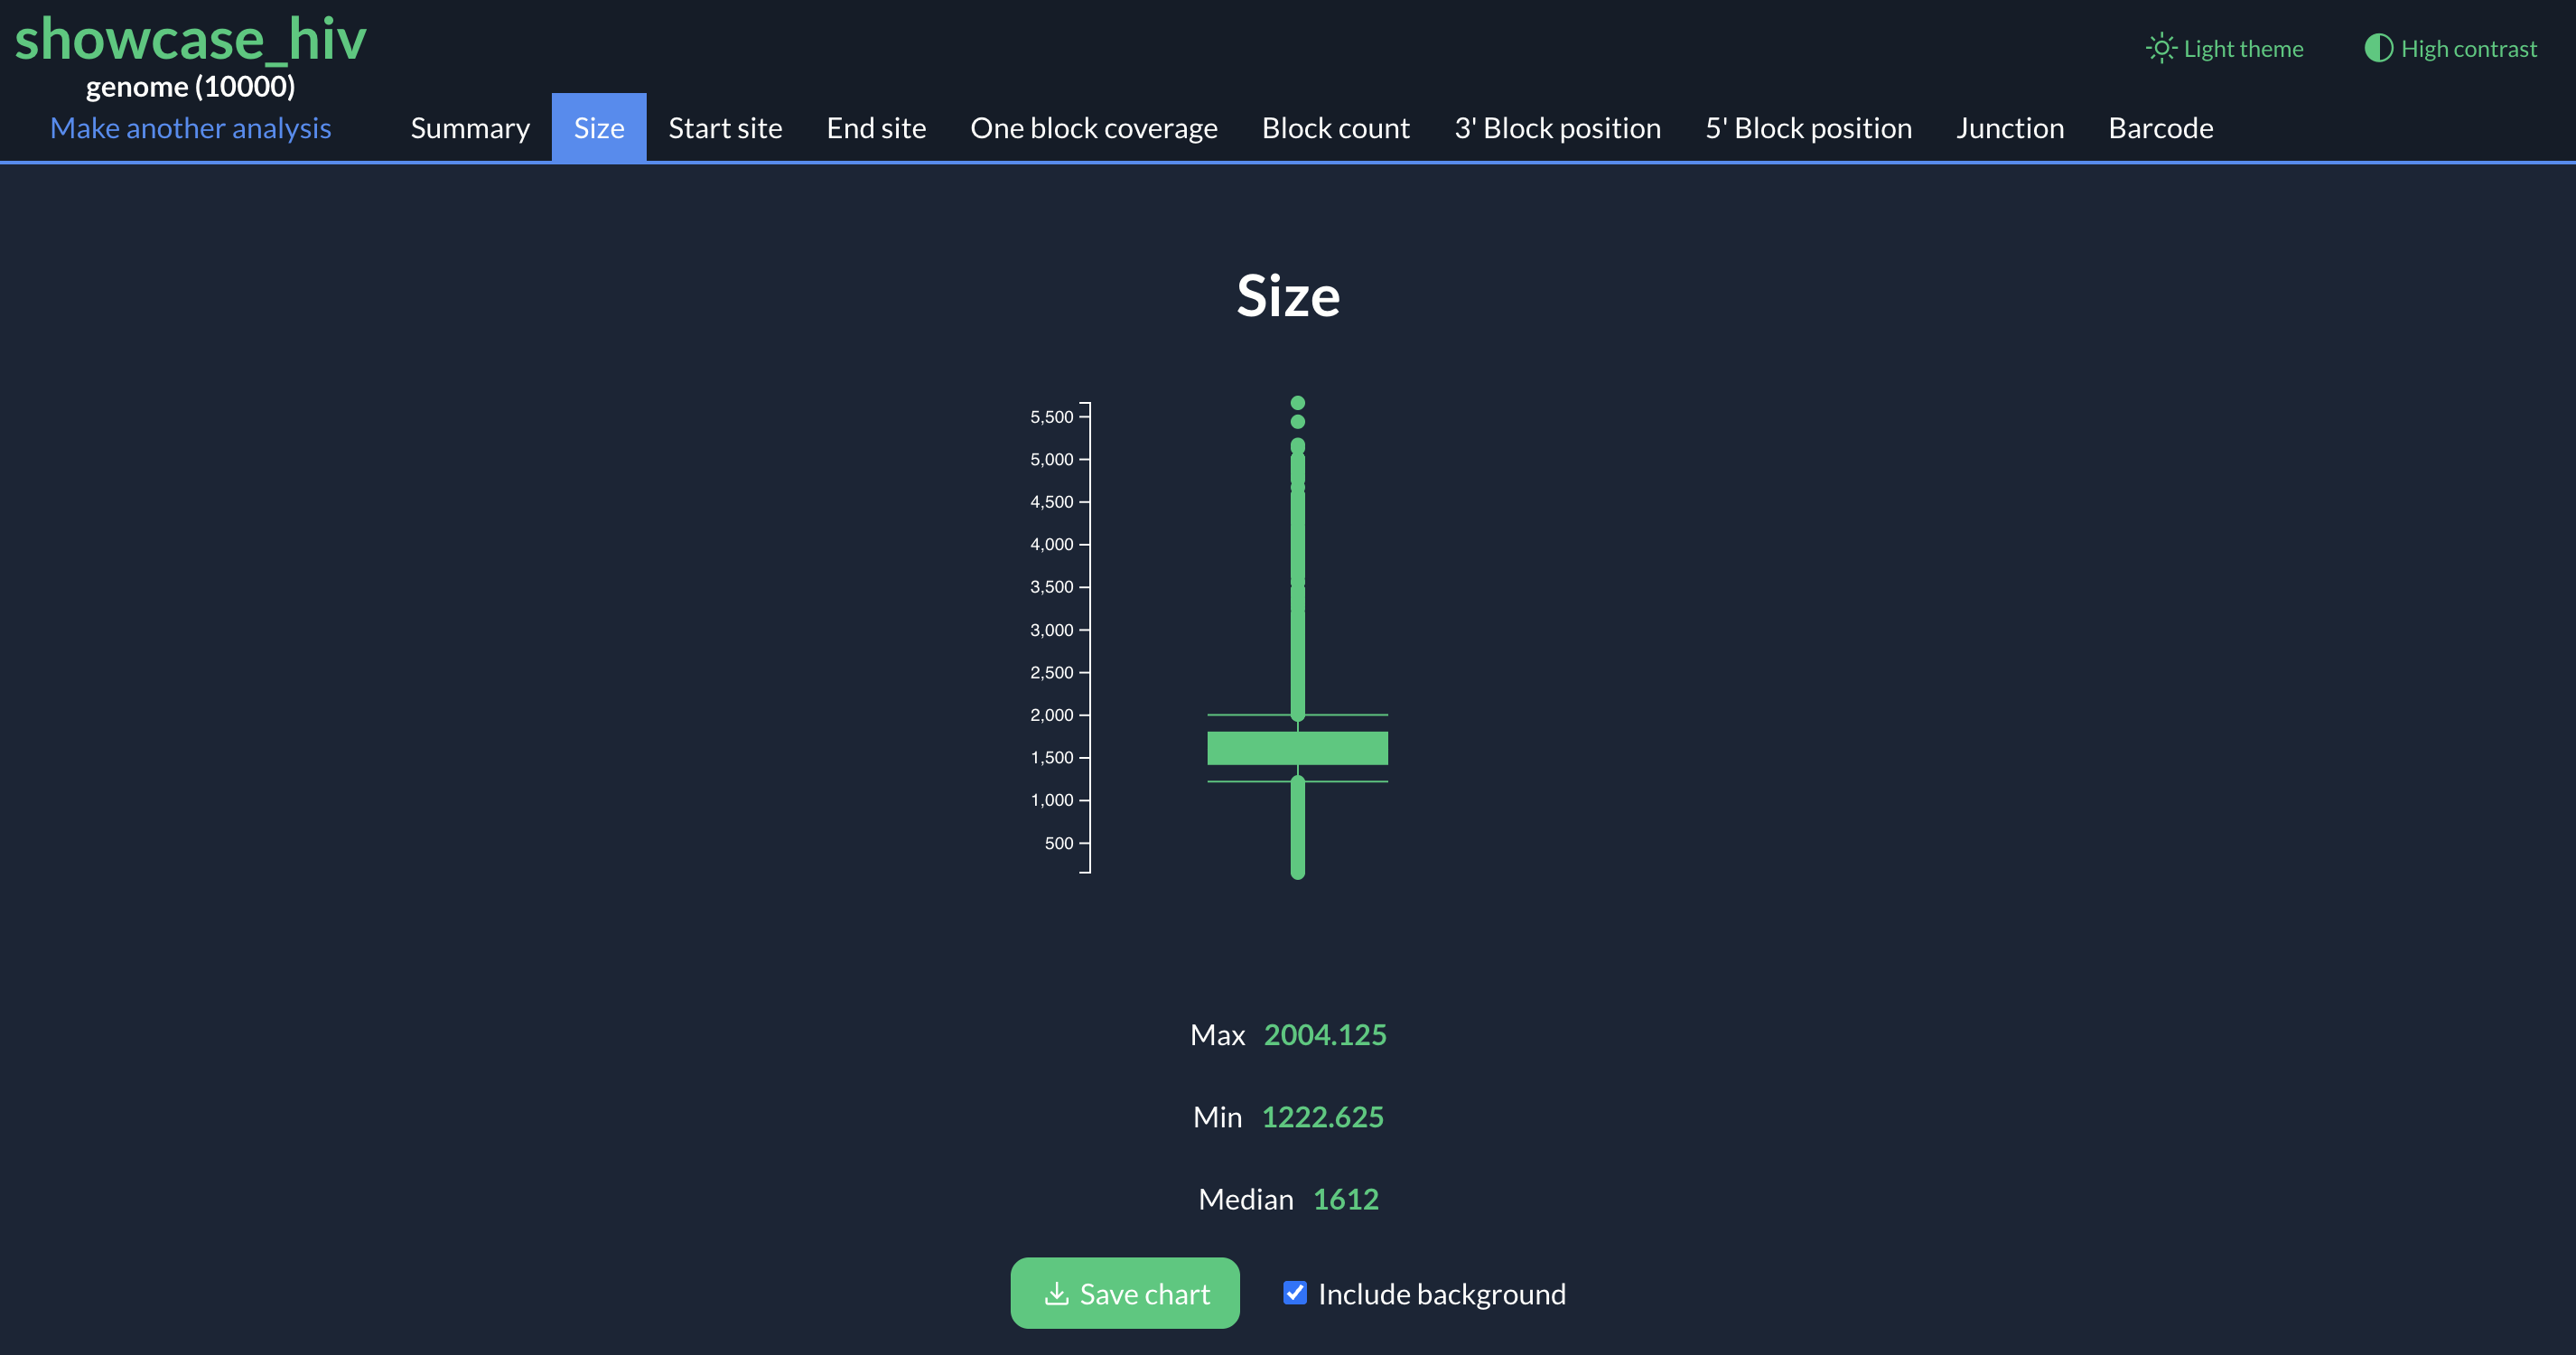 showcase_hiv
genome (10000)
Make another analysis
Light theme
High contrast
Summary Size Start site End site One block coverage Block count 3' Block position 5' Block position Junction Barcode
Size
5,500
5,000
4,500
4,000
3,500
3,000
2,500
2,000
1,500
1,000
500
Max 2004.125
Min 1222.625
Median 1612
Save chart
Include background